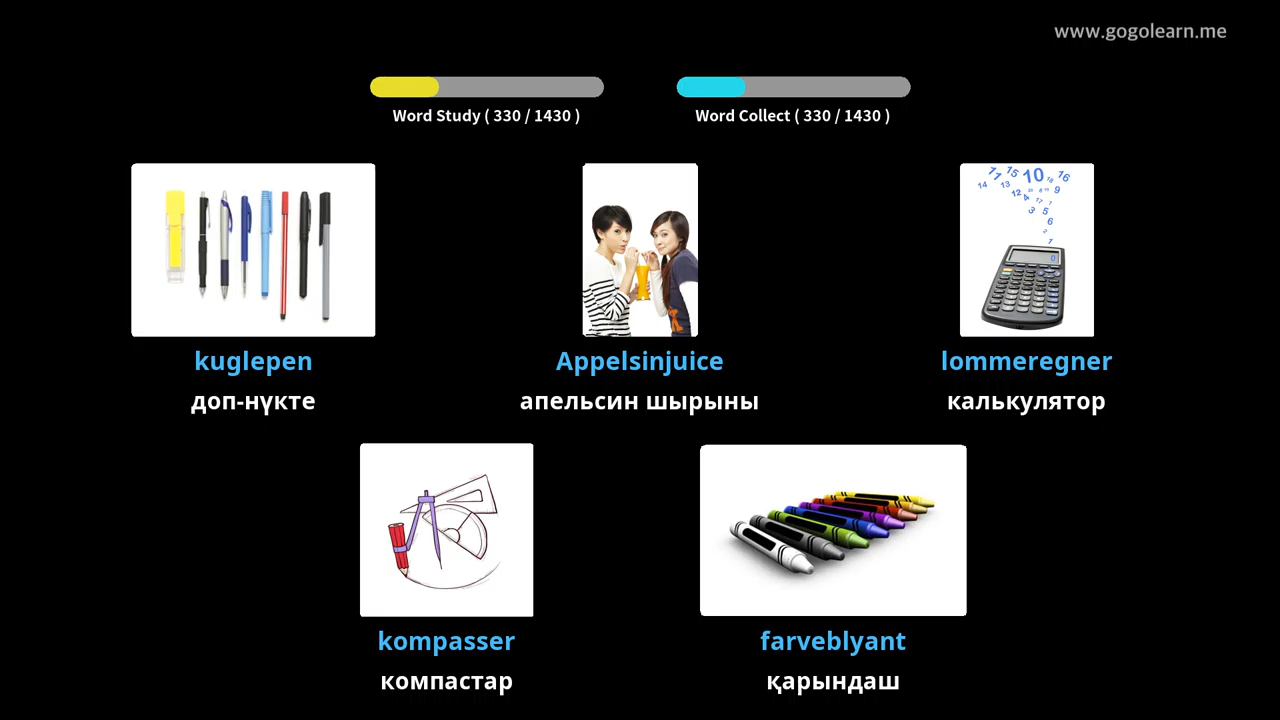 www.gogolearn.me
Word Study ( 330 / 1430 )
Word Collect ( 330 / 1430 )
kuglepen
Appelsinjuice
lommeregner
доп-нүкте
апельсин шырыны
калькулятор
kompasser
farveblyant
компастар
қарындаш